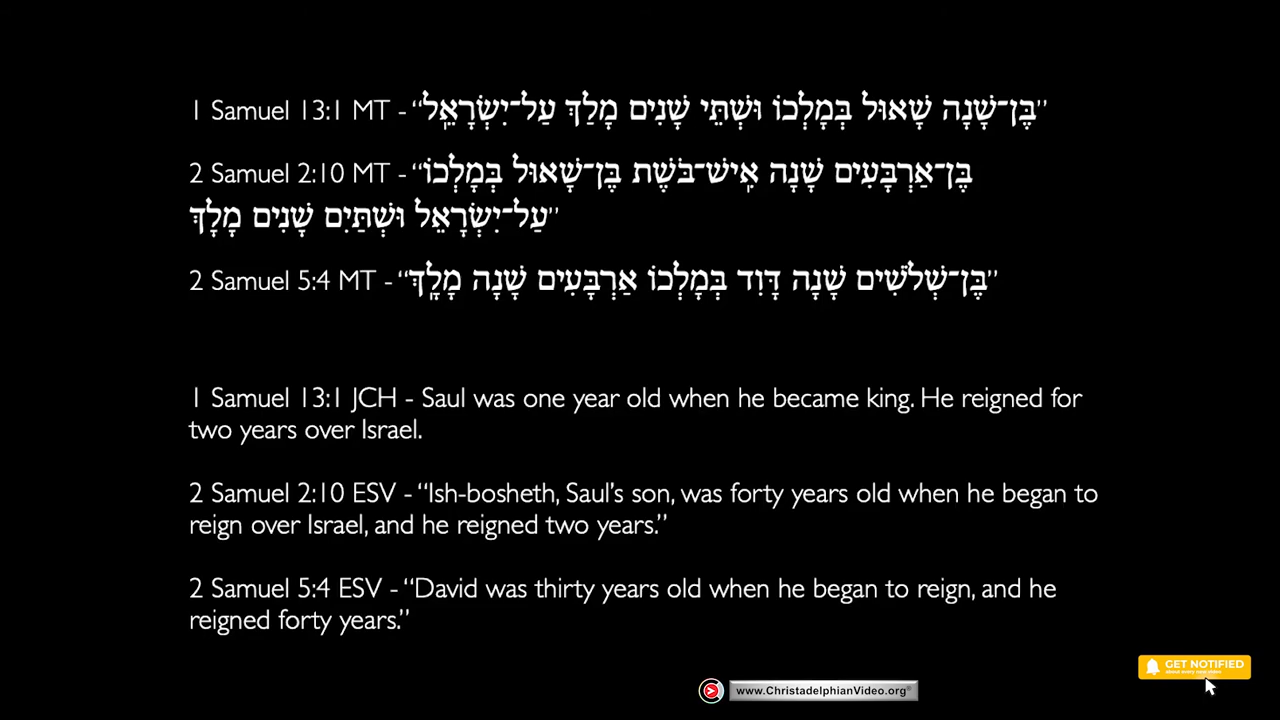 1 Samuel 13:1 MT - “בֶּן־שָׁנָה שָׁאוּל בְּמָלְכוֹ וּשְׁתֵּי שָׁנִים מָלַךְ עַל־יִשְׂרָאֵֽל”
2 Samuel 2:10 MT - “בֶּן־אַרְבָּעִים שָׁנָה אִֽישׁ־בֹּשֶׁת בֶּן־שָׁאוּל בְּמָלְכוֹ
עַל־יִשְׂרָאֵל וּשְׁתַּיִם שָׁנִים מָלָךְ”
2 Samuel 5:4 MT - “בֶּן־שְׁלֹשִׁים שָׁנָה דָּוִד בְּמָלְכוֹ אַרְבָּעִים שָׁנָה מָלָֽךְ”
1 Samuel 13:1 JCH - Saul was one year old when he became king. He reigned for
two years over Israel.
2 Samuel 2:10 ESV - “Ish-bosheth, Saul’s son, was forty years old when he began to
reign over Israel, and he reigned two years.”
2 Samuel 5:4 ESV - “David was thirty years old when he began to reign, and he
reigned forty years.”
GET NOTIFIED
about every new video
www.ChristadelphianVideo.org®